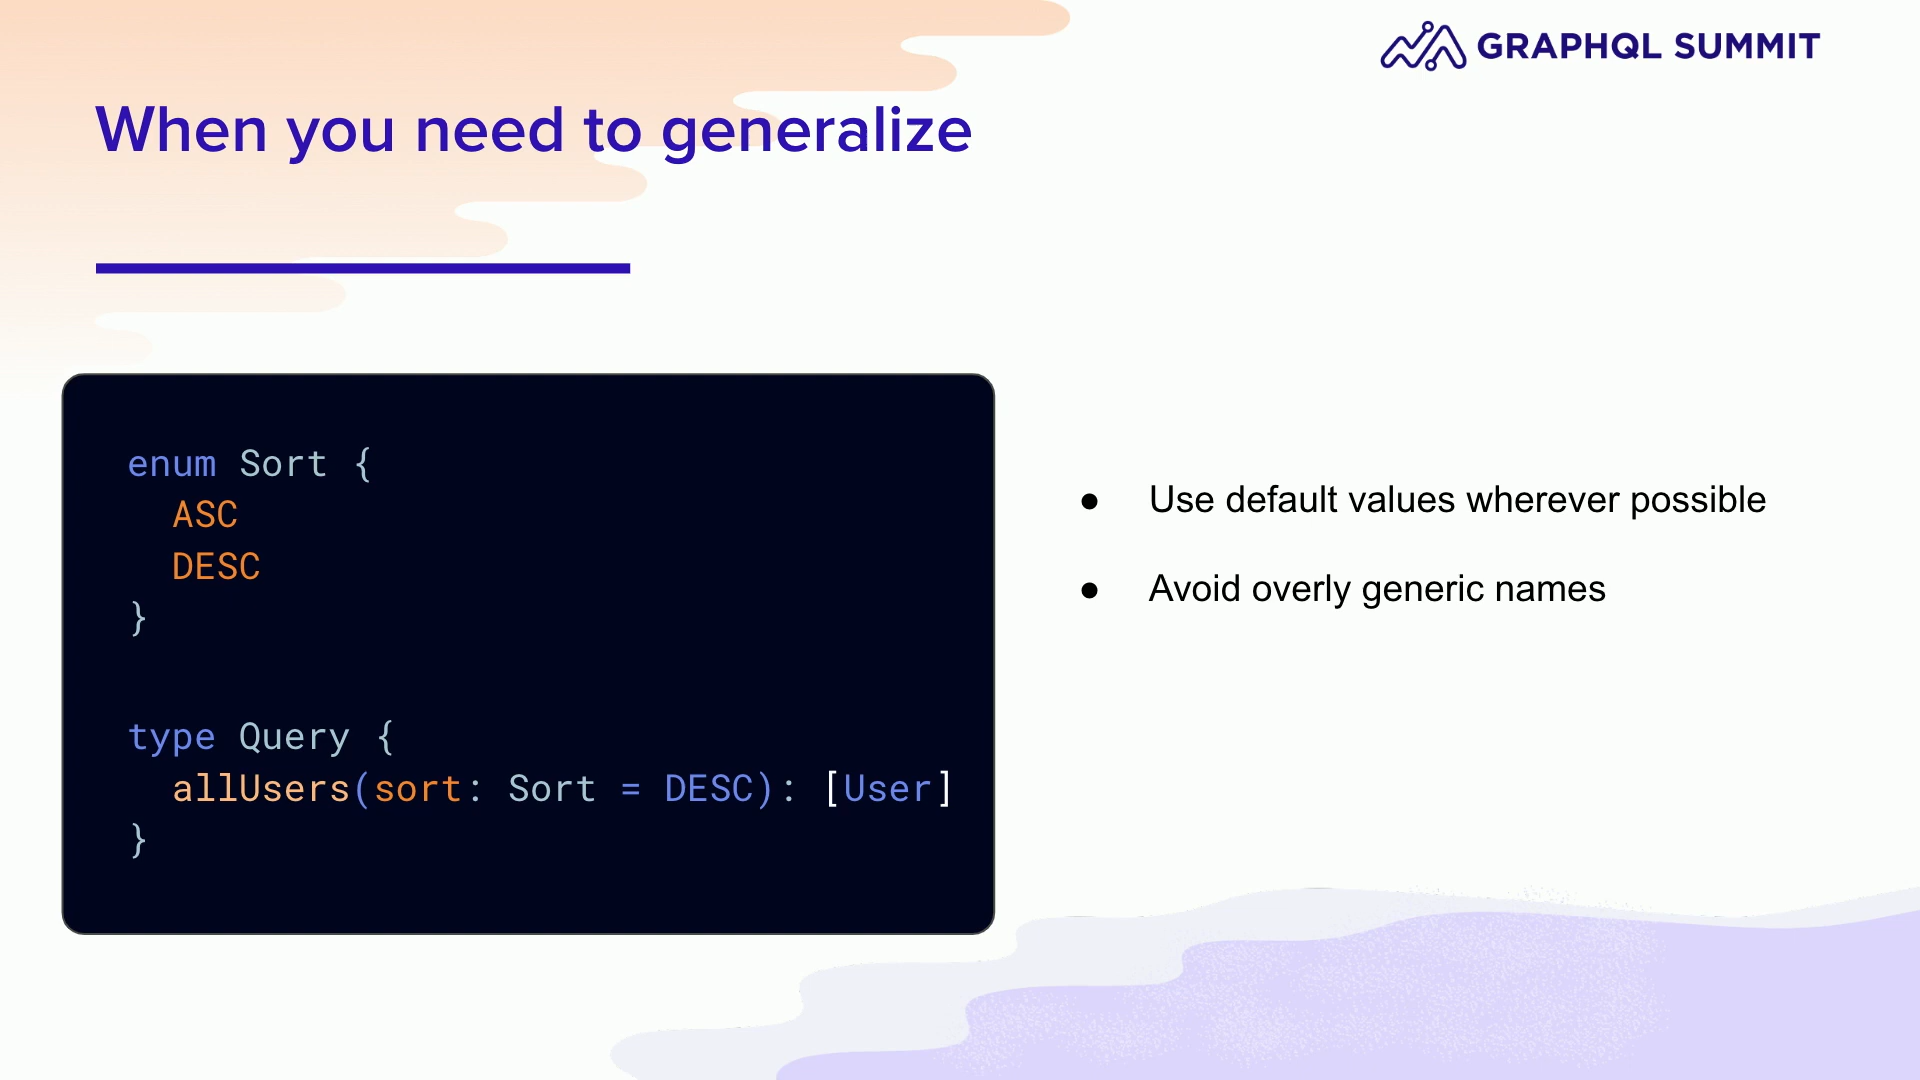 GRAPHQL SUMMIT
When you need to generalize
enum Sort {
  ASC
  DESC
}
type Query {
  allUsers(sort: Sort = DESC): [User]
}
● Use default values wherever possible
● Avoid overly generic names